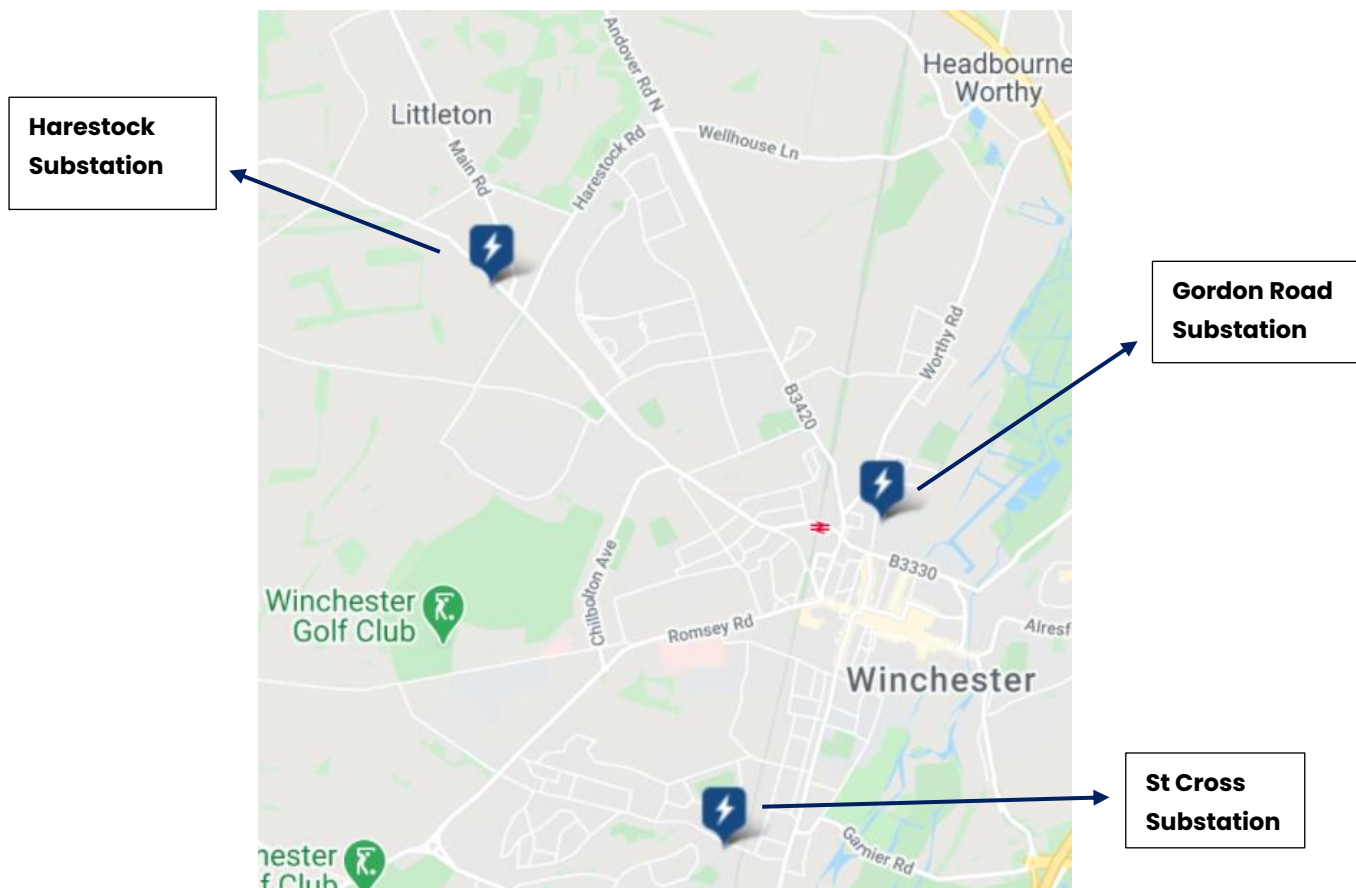 Headbourne
Worthy
Andover Rd N
Littleton
Harestock
Substation
Wellhouse Ln
Harestock Rd
Main Rd
Gordon Road
Substation
Worthy Rd
B3420
B3330
Chilbolton Ave
Winchester
Golf Club
Romsey Rd
Alresf
Winchester
St Cross
Substation
Garnier Rd
nester
f Club